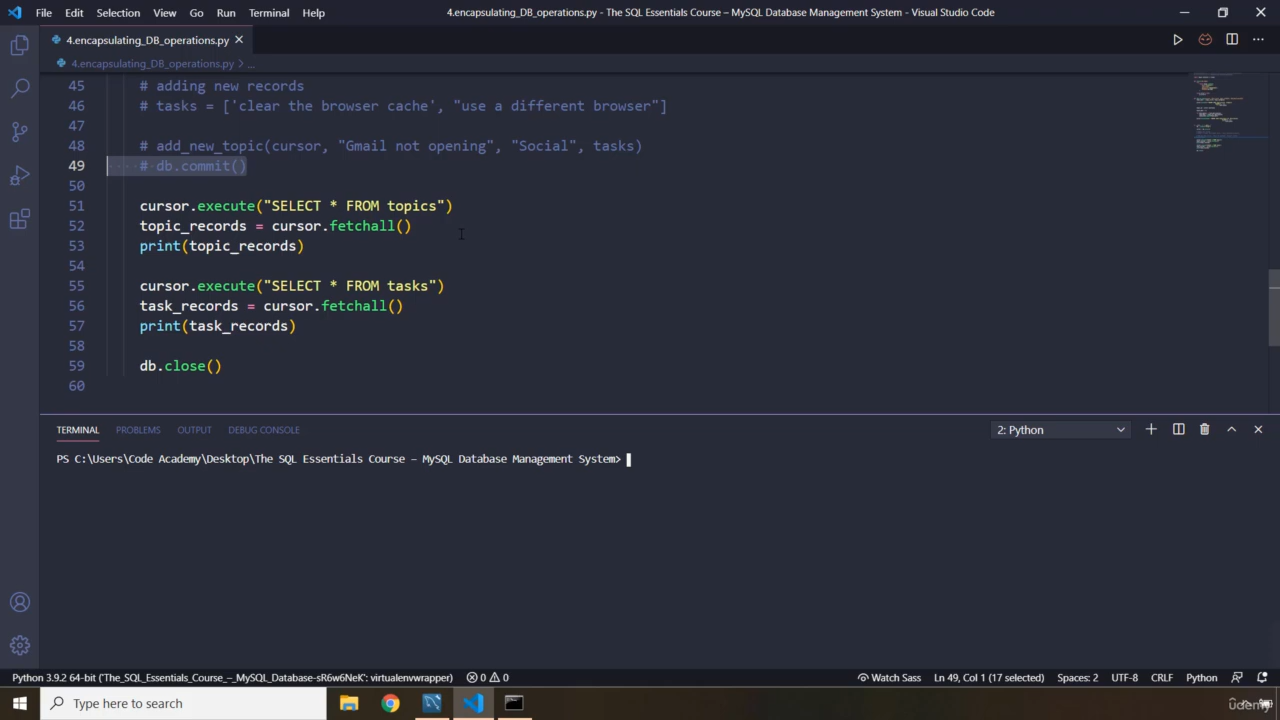 File Edit Selection View Go Run Terminal Help 4.encapsulating_DB_operations.py - The SQL Essentials Course – MySQL Database Management System - Visual Studio Code
4.encapsulating_DB_operations.py
4.encapsulating_DB_operations.py > ...
45 # adding new records
46 # tasks = ['clear the browser cache', "use a different browser"]
47
48 # add_new_topic(cursor, "Gmail not opening", "Social", tasks)
49 # db.commit()
50
51 cursor.execute("SELECT * FROM topics")
52 topic_records = cursor.fetchall()
53 print(topic_records)
54
55 cursor.execute("SELECT * FROM tasks")
56 task_records = cursor.fetchall()
57 print(task_records)
58
59 db.close()
60
TERMINAL PROBLEMS OUTPUT DEBUG CONSOLE 2: Python
PS C:\Users\Code Academy\Desktop\The SQL Essentials Course – MySQL Database Management System>
Python 3.9.2 64-bit ('The_SQL_Essentials_Course_–_MySQL_Database-sR6w6NeK': virtualenvwrapper) 0 0 Watch Sass Ln 49, Col 1 (17 selected) Spaces: 2 UTF-8 CRLF Python
Type here to search